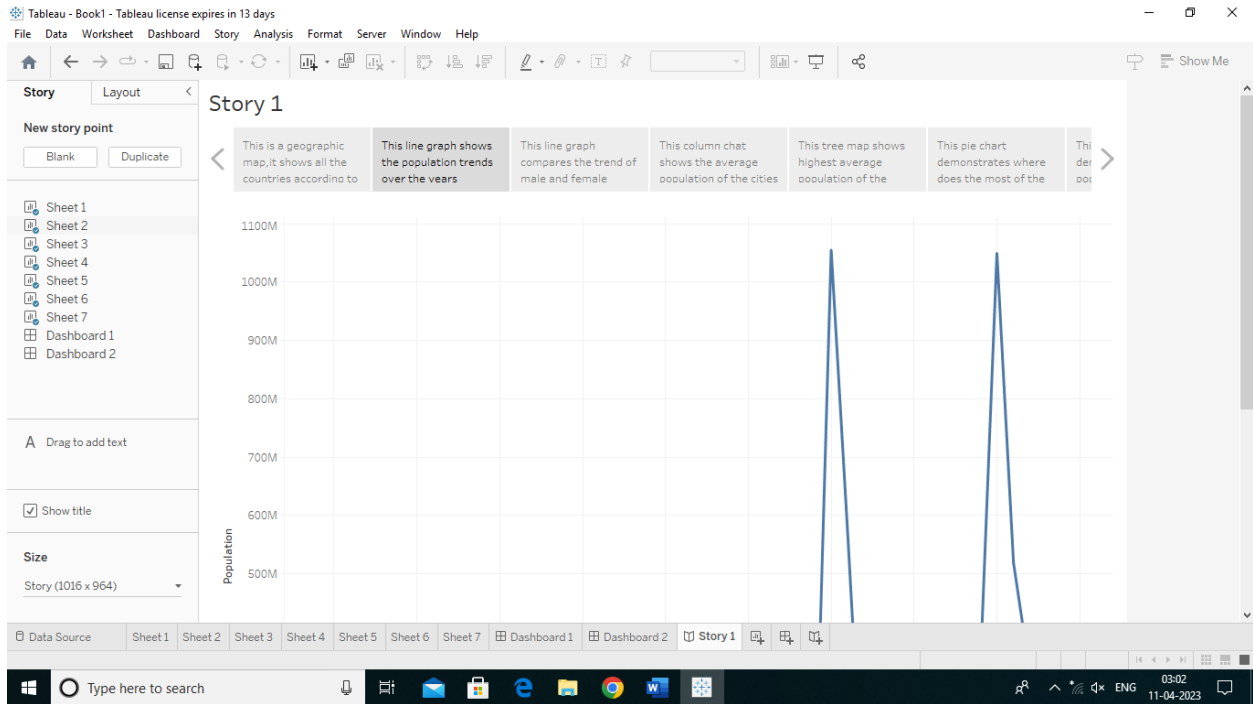 Tableau - Book1 - Tableau license expires in 13 days
File Data Worksheet Dashboard Story Analysis Format Server Window Help
Show Me
Story Layout
New story point
Blank Duplicate
Sheet 1
Sheet 2
Sheet 3
Sheet 4
Sheet 5
Sheet 6
Sheet 7
Dashboard 1
Dashboard 2
A Drag to add text
Show title
Size
Story (1016 x 964)
Story 1
This is a geographic
map,it shows all the
countries according to
This line graph shows
the population trends
over the years
This line graph
compares the trend of
male and female
This column chat
shows the average
population of the cities
This tree map shows
highest average
population of the
This pie chart
demonstrates where
does the most of the
Thi
der
1100M
1000M
900M
800M
700M
600M
500M
Population
Data Source Sheet 1 Sheet 2 Sheet 3 Sheet 4 Sheet 5 Sheet 6 Sheet 7 Dashboard 1 Dashboard 2 Story 1
Type here to search
ENG
03:02
11-04-2023